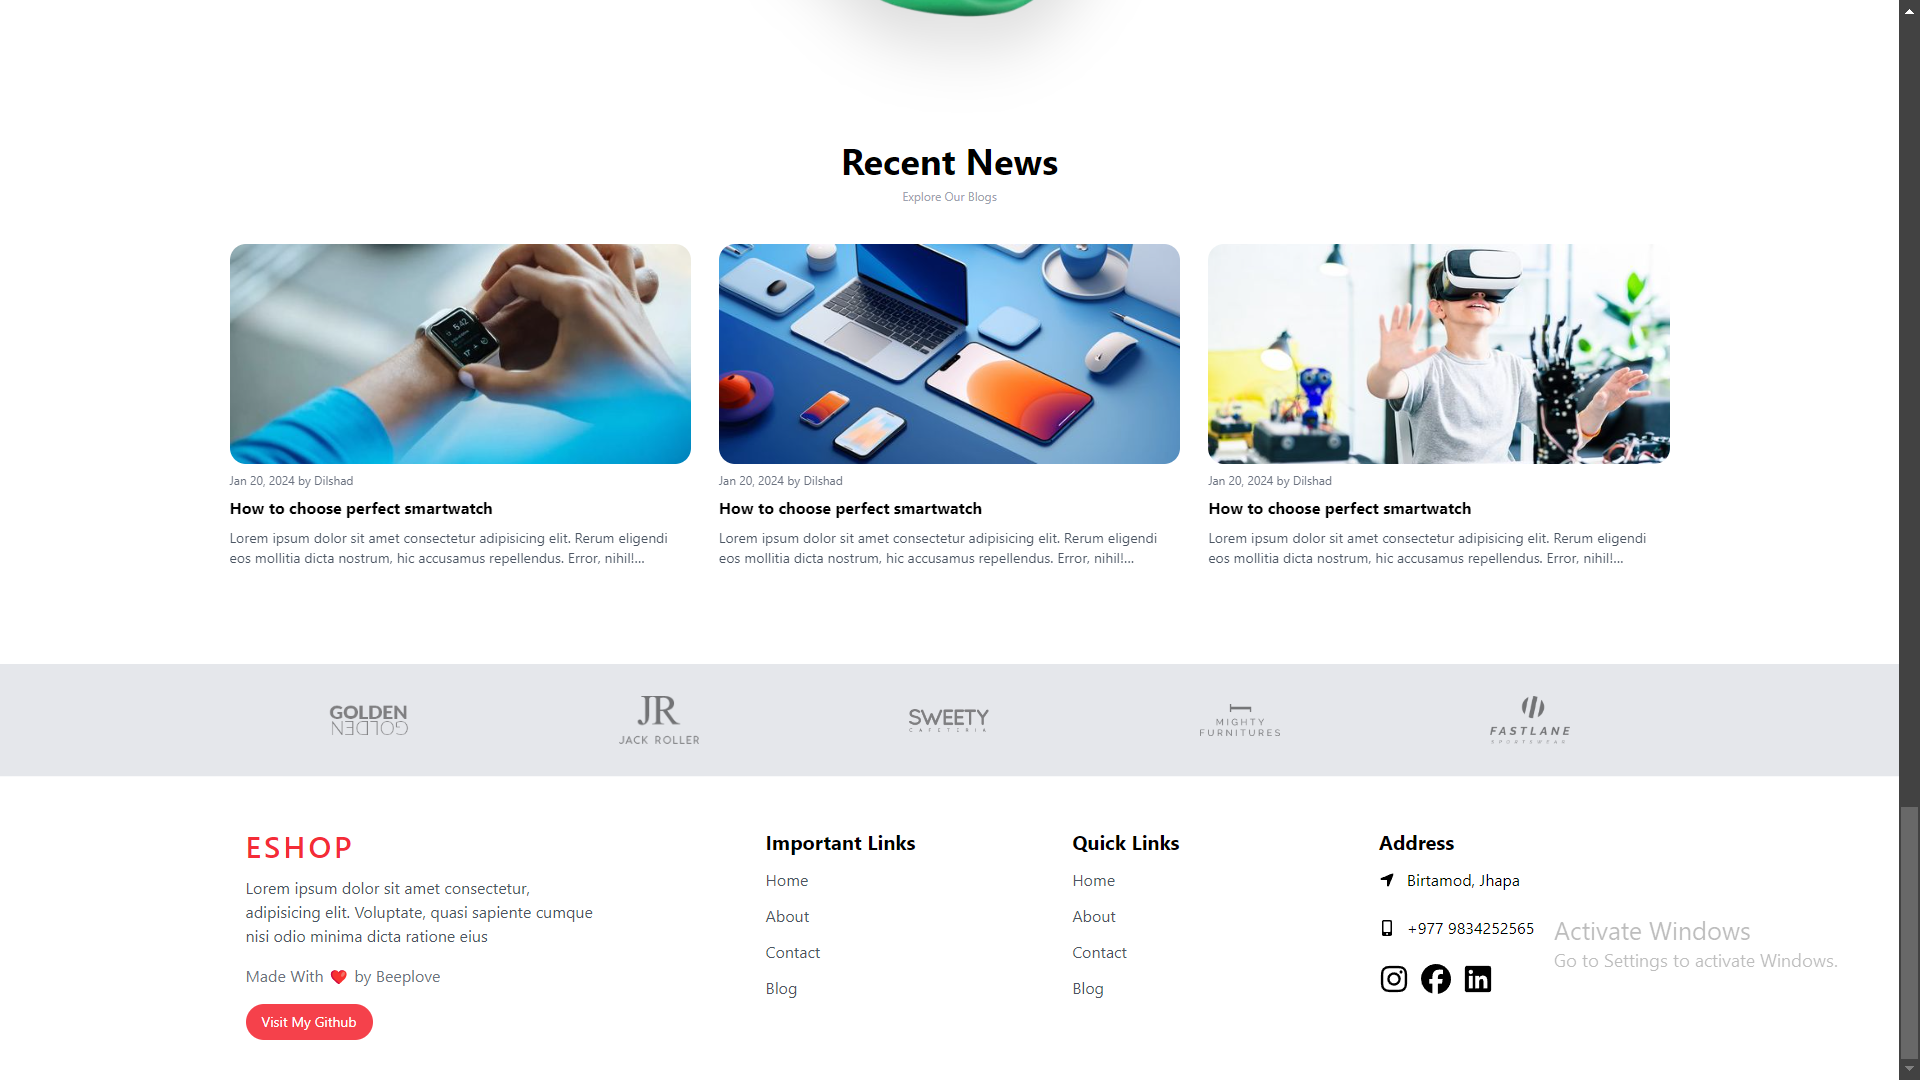 Recent News
Explore Our Blogs
5:42
17
Jan 20, 2024 by Dilshad
How to choose perfect smartwatch
Lorem ipsum dolor sit amet consectetur adipisicing elit. Rerum eligendi
eos mollitia dicta nostrum, hic accusamus repellendus. Error, nihil!...
Jan 20, 2024 by Dilshad
How to choose perfect smartwatch
Lorem ipsum dolor sit amet consectetur adipisicing elit. Rerum eligendi
eos mollitia dicta nostrum, hic accusamus repellendus. Error, nihil!...
Jan 20, 2024 by Dilshad
How to choose perfect smartwatch
Lorem ipsum dolor sit amet consectetur adipisicing elit. Rerum eligendi
eos mollitia dicta nostrum, hic accusamus repellendus. Error, nihil!...
GOLDEN
GOLDEN
JR
JACK ROLLER
SWEETY
CAFETERIA
MIGHTY
FURNITURES
FASTLANE
SPORTSWEAR
ESHOP
Lorem ipsum dolor sit amet consectetur,
adipisicing elit. Voluptate, quasi sapiente cumque
nisi odio minima dicta ratione eius
Made With ❤️ by Beeplove
Visit My Github
Important Links
Home
About
Contact
Blog
Quick Links
Home
About
Contact
Blog
Address
Birtamod, Jhapa
+977 9834252565
Activate Windows
Go to Settings to activate Windows.